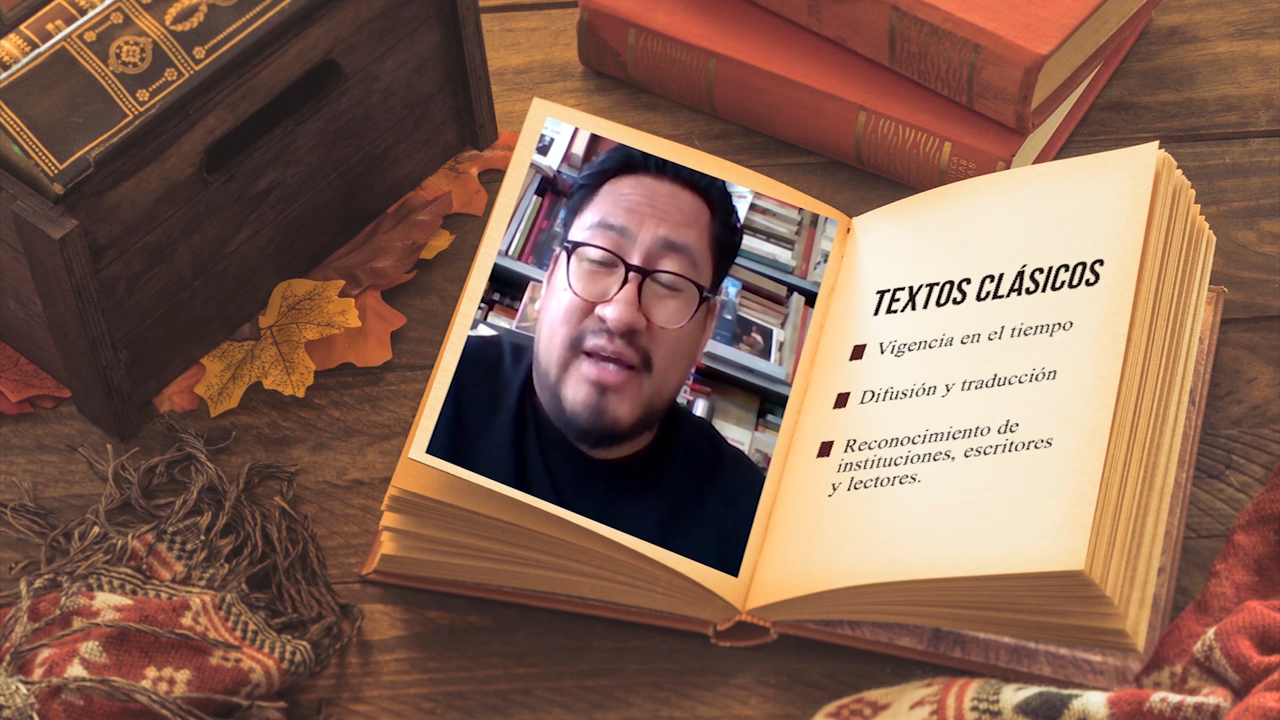 TEXTOS CLÁSICOS
Vigencia en el tiempo
Difusión y traducción
Reconocimiento de
instituciones, escritores
y lectores.